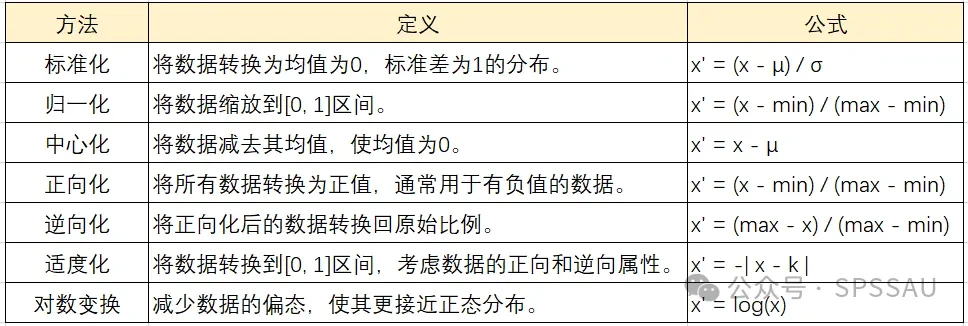 方法 定义 公式
标准化 将数据转换为均值为0，标准差为1的分布。 x' = (x - μ) / σ
归一化 将数据缩放到[0, 1]区间。 x' = (x - min) / (max - min)
中心化 将数据减去其均值，使均值为0。 x' = x - μ
正向化 将所有数据转换为正值，通常用于有负值的数据。 x' = (x - min) / (max - min)
逆向化 将正向化后的数据转换回原始比例。 x' = (max - x) / (max - min)
适度化 将数据转换到[0, 1]区间，考虑数据的正向和逆向属性。 x' = -| x - k |
公众号 · SPSSAU
对数变换 减少数据的偏态，使其更接近正态分布。 x' = log(x)